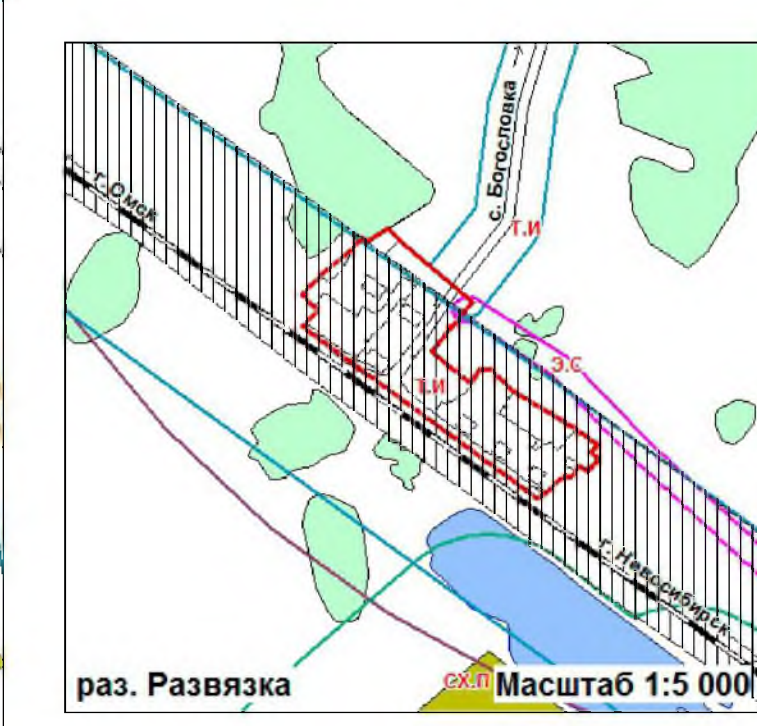 с. Богословка
г. Омск
Т.И
Э.С
Т.И
г. Новосибирск
раз. Развязка
СХ.П
Масштаб 1:5 000